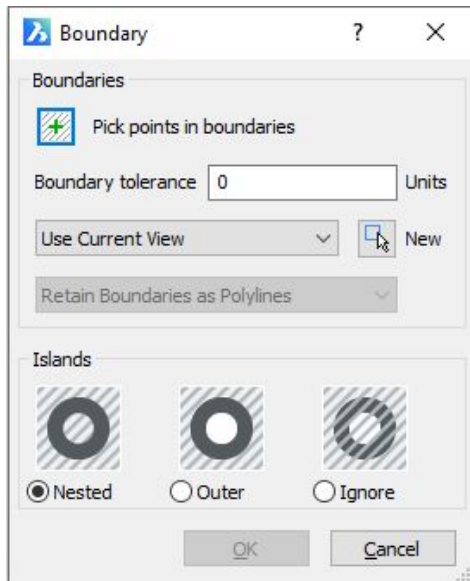 Boundary
?
Boundaries
Pick points in boundaries
Boundary tolerance 0 Units
Use Current View New
Retain Boundaries as Polylines
Islands
Nested Outer Ignore
OK Cancel